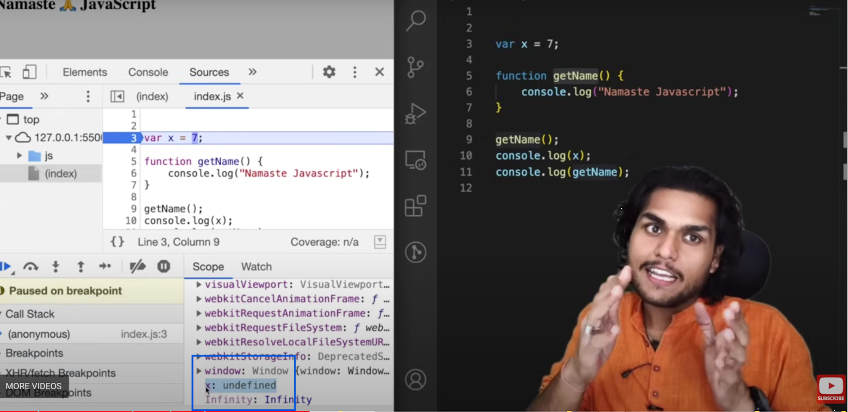 Namaste 🙏 JavaScript
Elements Console Sources »
Page » (index) index.js ×
top
127.0.0.1:550
js
(index)
1
2
3 var x = 7;
4
5 function getName() {
6 console.log("Namaste Javascript");
7 }
8
9 getName();
10 console.log(x);
{} Line 3, Column 9 Coverage: n/a
Scope Watch
Paused on breakpoint
Call Stack
(anonymous) index.js:3
Breakpoints
XHR/fetch Breakpoints
DOM Breakpoints
MORE VIDEOS
visualViewport: VisualViewport…
webkitCancelAnimationFrame: ƒ …
webkitRequestAnimationFrame: ƒ…
webkitRequestFileSystem: ƒ web…
webkitResolveLocalFileSystemUR…
webkitStorageInfo: DeprecatedS…
window: Window {window: Window…
x: undefined
Infinity: Infinity
1
2
3 var x = 7;
4
5 function getName() {
6 console.log("Namaste Javascript");
7 }
8
9 getName();
10 console.log(x);
11 console.log(getName);
12
SUBSCRIBE